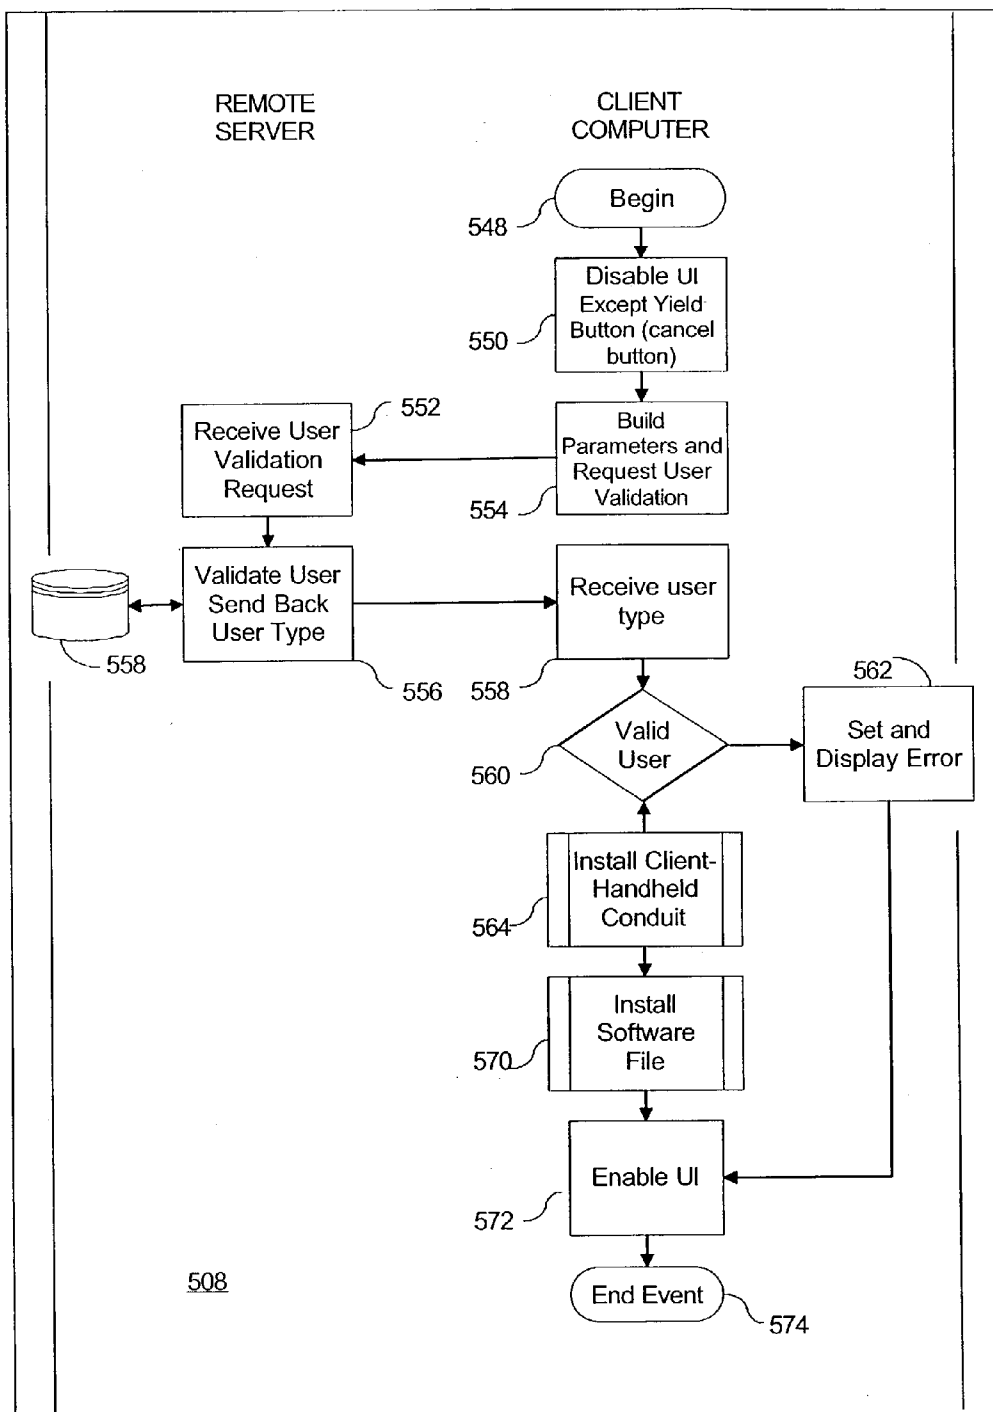 REMOTE
SERVER
CLIENT
COMPUTER
Begin
548
Disable UI
Except Yield
Button (cancel
button)
550
552
Receive User
Validation
Request
Build
Parameters and
Request User
Validation
554
Validate User
Send Back
User Type
558
556
Receive user
type
558
562
Valid
User
560
Set and
Display Error
Install Client-
Handheld
Conduit
564
Install
Software
File
570
Enable UI
572
508
End Event
574